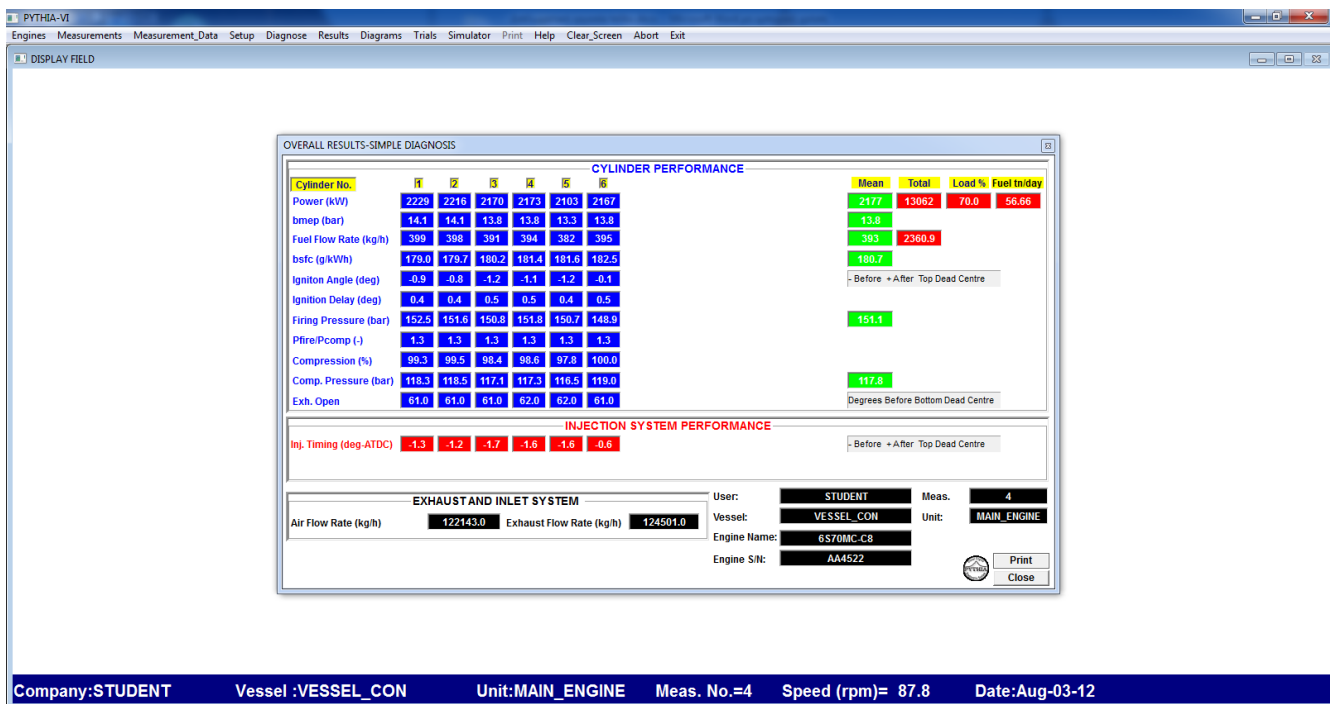 PYTHIA-VI
Engines Measurements Measurement_Data Setup Diagnose Results Diagrams Trials Simulator Print Help Clear_Screen Abort Exit
DISPLAY FIELD
OVERALL RESULTS-SIMPLE DIAGNOSIS
CYLINDER PERFORMANCE
Cylinder No. 1 2 3 4 5 6 Mean Total Load % Fuel tn/day
Power (kW) 2229 2216 2170 2173 2103 2167 2177 13062 70.0 56.66
bmep (bar) 14.1 14.1 13.8 13.8 13.3 13.8 13.8
Fuel Flow Rate (kg/h) 399 398 391 394 382 395 393 2360.9
bsfc (g/kWh) 179.0 179.7 180.2 181.4 181.6 182.5 180.7
Igniton Angle (deg) -0.9 -0.8 -1.2 -1.1 -1.2 -0.1 - Before + After Top Dead Centre
Ignition Delay (deg) 0.4 0.4 0.5 0.5 0.4 0.5
Firing Pressure (bar) 152.5 151.6 150.8 151.8 150.7 148.9 151.1
Pfire/Pcomp (-) 1.3 1.3 1.3 1.3 1.3 1.3
Compression (%) 99.3 99.5 98.4 98.6 97.8 100.0
Comp. Pressure (bar) 118.3 118.5 117.1 117.3 116.5 119.0 117.8
Exh. Open 61.0 61.0 61.0 62.0 62.0 61.0 Degrees Before Bottom Dead Centre
INJECTION SYSTEM PERFORMANCE
Inj. Timing (deg-ATDC) -1.3 -1.2 -1.7 -1.6 -1.6 -0.6 - Before + After Top Dead Centre
EXHAUST AND INLET SYSTEM
Air Flow Rate (kg/h) 122143.0 Exhaust Flow Rate (kg/h) 124501.0
User: STUDENT Meas. 4
Vessel: VESSEL_CON Unit: MAIN_ENGINE
Engine Name: 6S70MC-C8
Engine S/N: AA4522
PYTHIA
Print
Close
Company:STUDENT Vessel :VESSEL_CON Unit:MAIN_ENGINE Meas. No.=4 Speed (rpm)= 87.8 Date:Aug-03-12